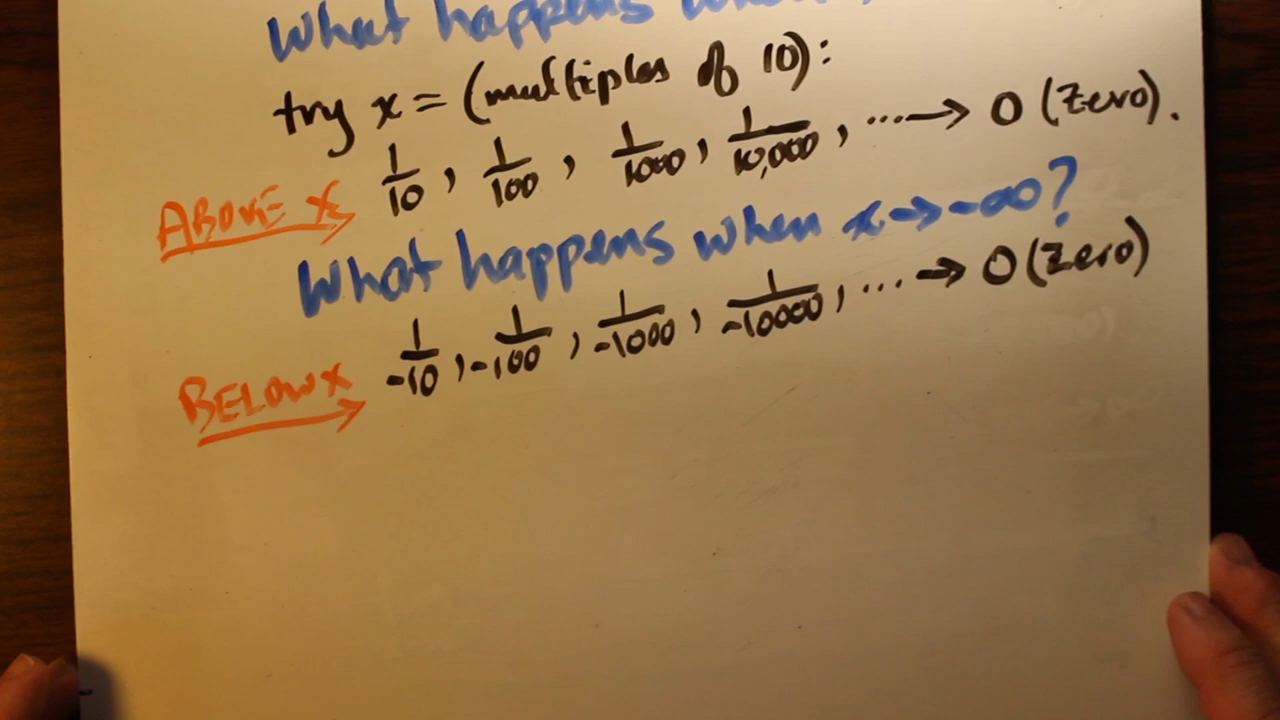 What happens when
try x = (multiples of 10):
ABOVE x → 1/10, 1/100, 1/1000, 1/10,000, ...→ 0 (Zero).
What happens when x→-∞?
BELOW x → 1/-10, 1/-100, 1/-1000, 1/-10000, ... → 0 (Zero)